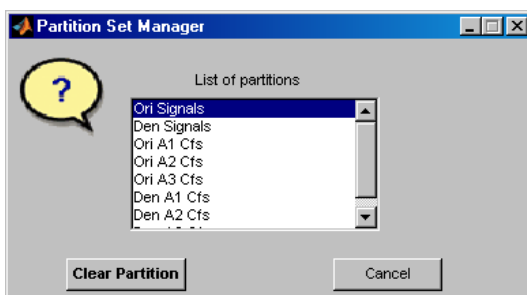 Partition Set Manager
?
List of partitions
Ori Signals
Den Signals
Ori A1 Cfs
Ori A2 Cfs
Ori A3 Cfs
Den A1 Cfs
Den A2 Cfs
Clear Partition
Cancel